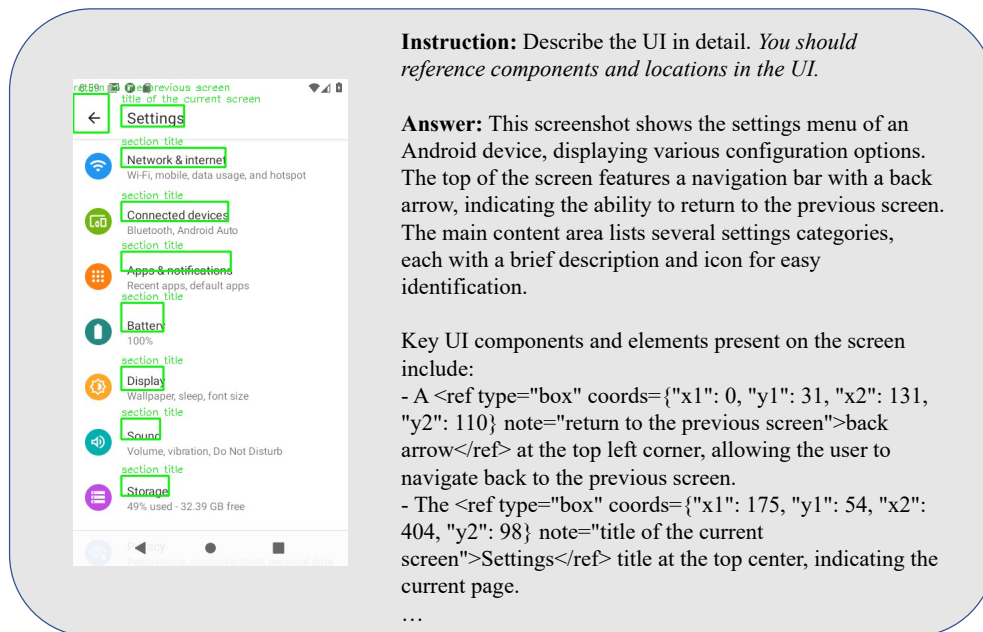 8:59
return to the previous screen
title of the current screen
Settings
section title
Network & internet
Wi-Fi, mobile, data usage, and hotspot
section title
Connected devices
Bluetooth, Android Auto
section title
Apps & notifications
Recent apps, default apps
section title
Battery
100%
section title
Display
Wallpaper, sleep, font size
section title
Sound
Volume, vibration, Do Not Disturb
section title
Storage
49% used - 32.39 GB free
Privacy
Instruction: Describe the UI in detail. You should
reference components and locations in the UI.
Answer: This screenshot shows the settings menu of an
Android device, displaying various configuration options.
The top of the screen features a navigation bar with a back
arrow, indicating the ability to return to the previous screen.
The main content area lists several settings categories,
each with a brief description and icon for easy
identification.
Key UI components and elements present on the screen
include:
- A <ref type="box" coords={"x1": 0, "y1": 31, "x2": 131,
"y2": 110} note="return to the previous screen">back
arrow</ref> at the top left corner, allowing the user to
navigate back to the previous screen.
- The <ref type="box" coords={"x1": 175, "y1": 54, "x2":
404, "y2": 98} note="title of the current
screen">Settings</ref> title at the top center, indicating the
current page.
…